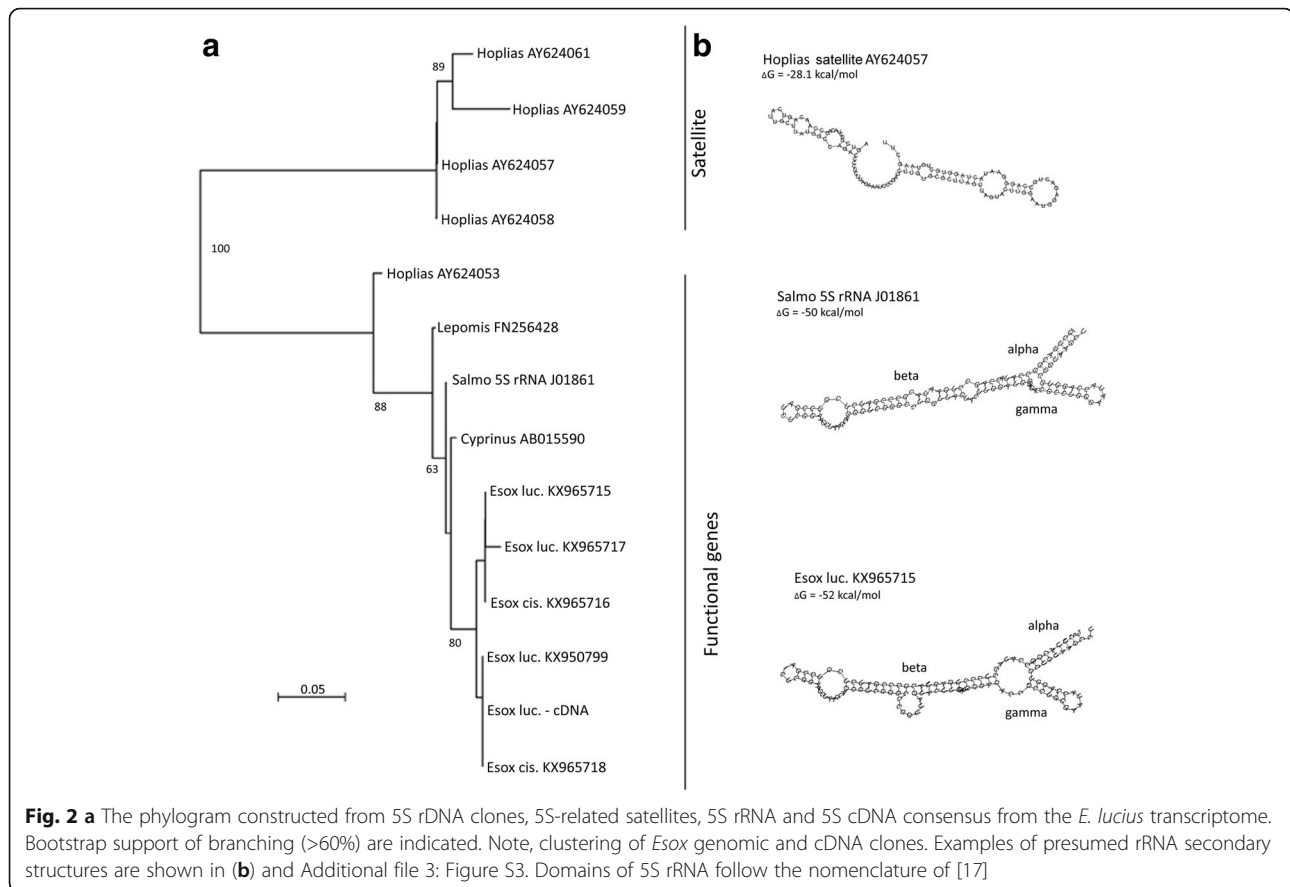 a
Hoplias AY624061
89
Hoplias AY624059
Hoplias AY624057
Hoplias AY624058
100
Hoplias AY624053
Lepomis FN256428
Salmo 5S rRNA J01861
88
Cyprinus AB015590
63
Esox luc. KX965715
Esox luc. KX965717
Esox cis. KX965716
80
Esox luc. KX950799
Esox luc. - cDNA
Esox cis. KX965718
0.05
Satellite
Functional genes
b
Hoplias satellite AY624057
ΔG = -28.1 kcal/mol
Salmo 5S rRNA J01861
ΔG = -50 kcal/mol
alpha
beta
gamma
Esox luc. KX965715
ΔG = -52 kcal/mol
alpha
beta
gamma
Fig. 2 a The phylogram constructed from 5S rDNA clones, 5S-related satellites, 5S rRNA and 5S cDNA consensus from the E. lucius transcriptome.
Bootstrap support of branching (>60%) are indicated. Note, clustering of Esox genomic and cDNA clones. Examples of presumed rRNA secondary
structures are shown in (b) and Additional file 3: Figure S3. Domains of 5S rRNA follow the nomenclature of [17]